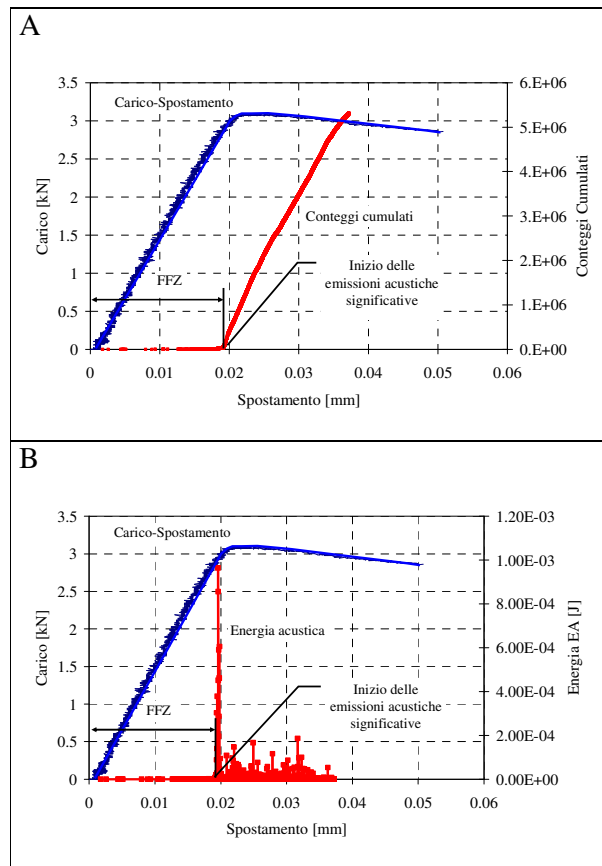 A
3.5
3
2.5
2
1.5
1
0.5
0
Carico [kN]
6.E+06
5.E+06
4.E+06
3.E+06
2.E+06
1.E+06
0.E+00
Conteggi Cumulati
Carico-Spostamento
Conteggi cumulati
FFZ
Inizio delle
emissioni acustiche
significative
0 0.01 0.02 0.03 0.04 0.05 0.06
Spostamento [mm]
B
3.5
3
2.5
2
1.5
1
0.5
0
Carico [kN]
1.20E-03
1.00E-03
8.00E-04
6.00E-04
4.00E-04
2.00E-04
0.00E+00
Energia EA [J]
Carico-Spostamento
Energia acustica
FFZ
Inizio delle
emissioni acustiche
significative
0 0.01 0.02 0.03 0.04 0.05 0.06
Spostamento [mm]